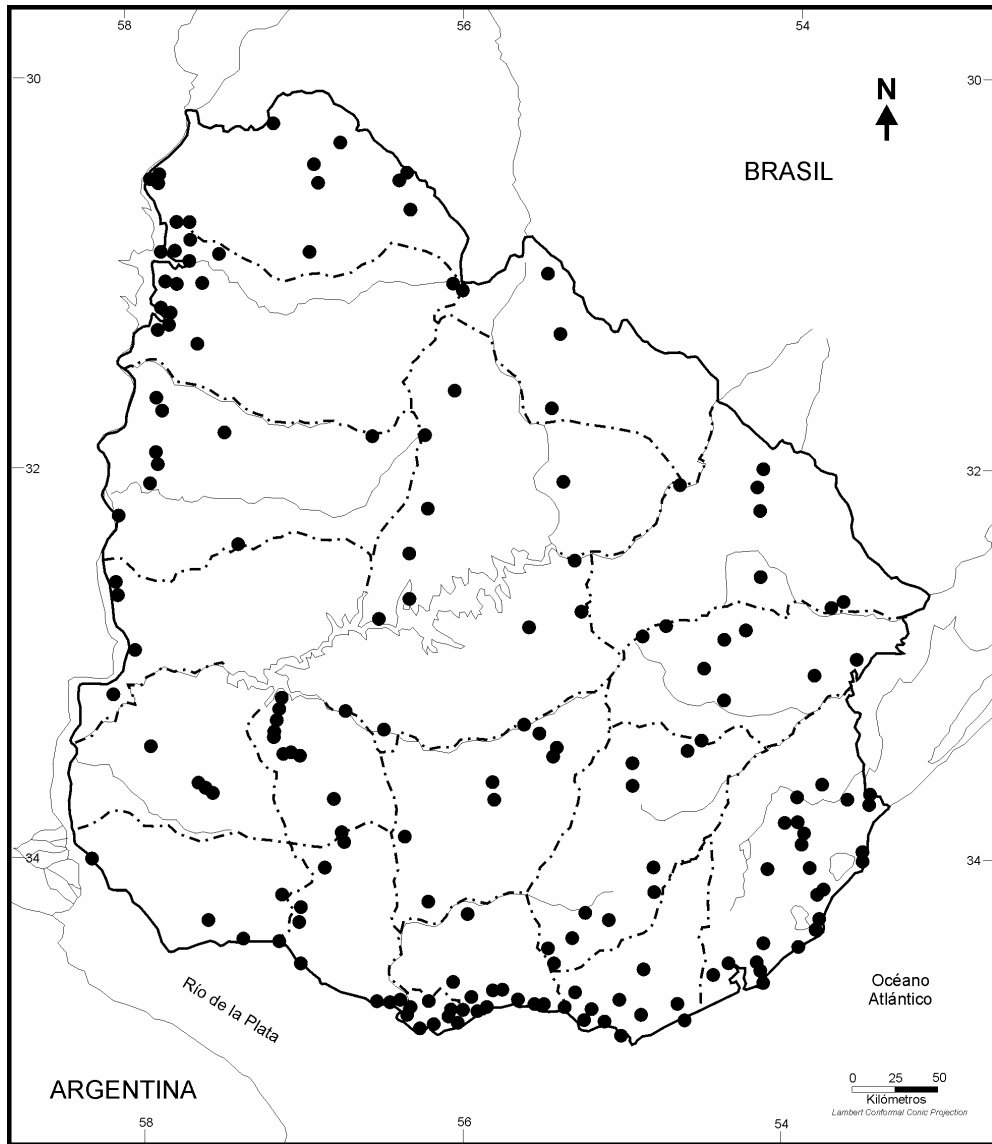 58 56 54
30 30
N
BRASIL
32 32
34 34
Océano
Atlántico
Río de la Plata
ARGENTINA
0 25 50
Kilómetros
Lambert Conformal Conic Projection
58 56 54